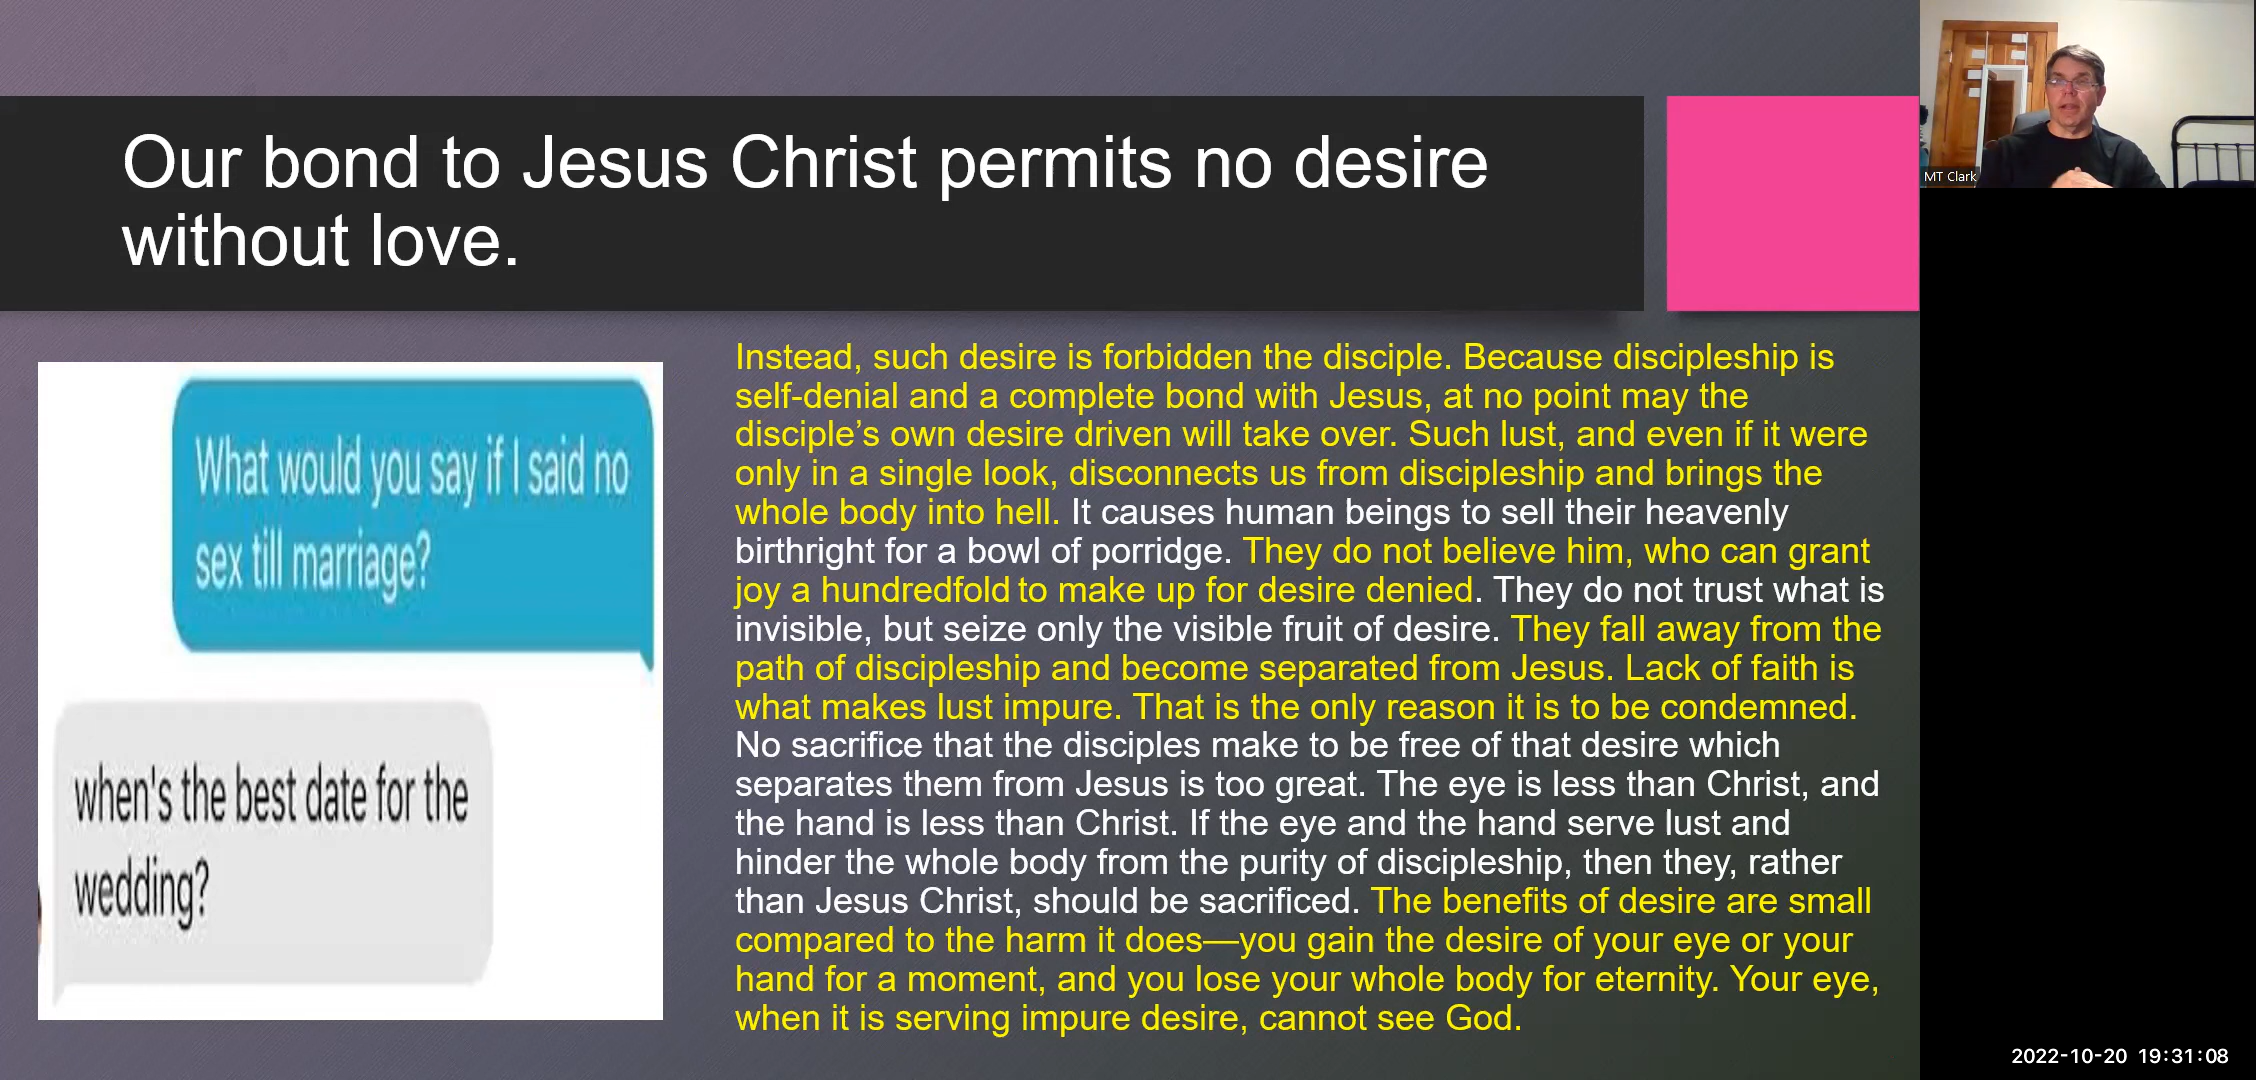 Our bond to Jesus Christ permits no desire
without love.
What would you say if I said no
sex till marriage?
when's the best date for the
wedding?
Instead, such desire is forbidden the disciple. Because discipleship is
self-denial and a complete bond with Jesus, at no point may the
disciple’s own desire driven will take over. Such lust, and even if it were
only in a single look, disconnects us from discipleship and brings the
whole body into hell. It causes human beings to sell their heavenly
birthright for a bowl of porridge. They do not believe him, who can grant
joy a hundredfold to make up for desire denied. They do not trust what is
invisible, but seize only the visible fruit of desire. They fall away from the
path of discipleship and become separated from Jesus. Lack of faith is
what makes lust impure. That is the only reason it is to be condemned.
No sacrifice that the disciples make to be free of that desire which
separates them from Jesus is too great. The eye is less than Christ, and
the hand is less than Christ. If the eye and the hand serve lust and
hinder the whole body from the purity of discipleship, then they, rather
than Jesus Christ, should be sacrificed. The benefits of desire are small
compared to the harm it does—you gain the desire of your eye or your
hand for a moment, and you lose your whole body for eternity. Your eye,
when it is serving impure desire, cannot see God.
MT Clark
2022-10-20 19:31:08